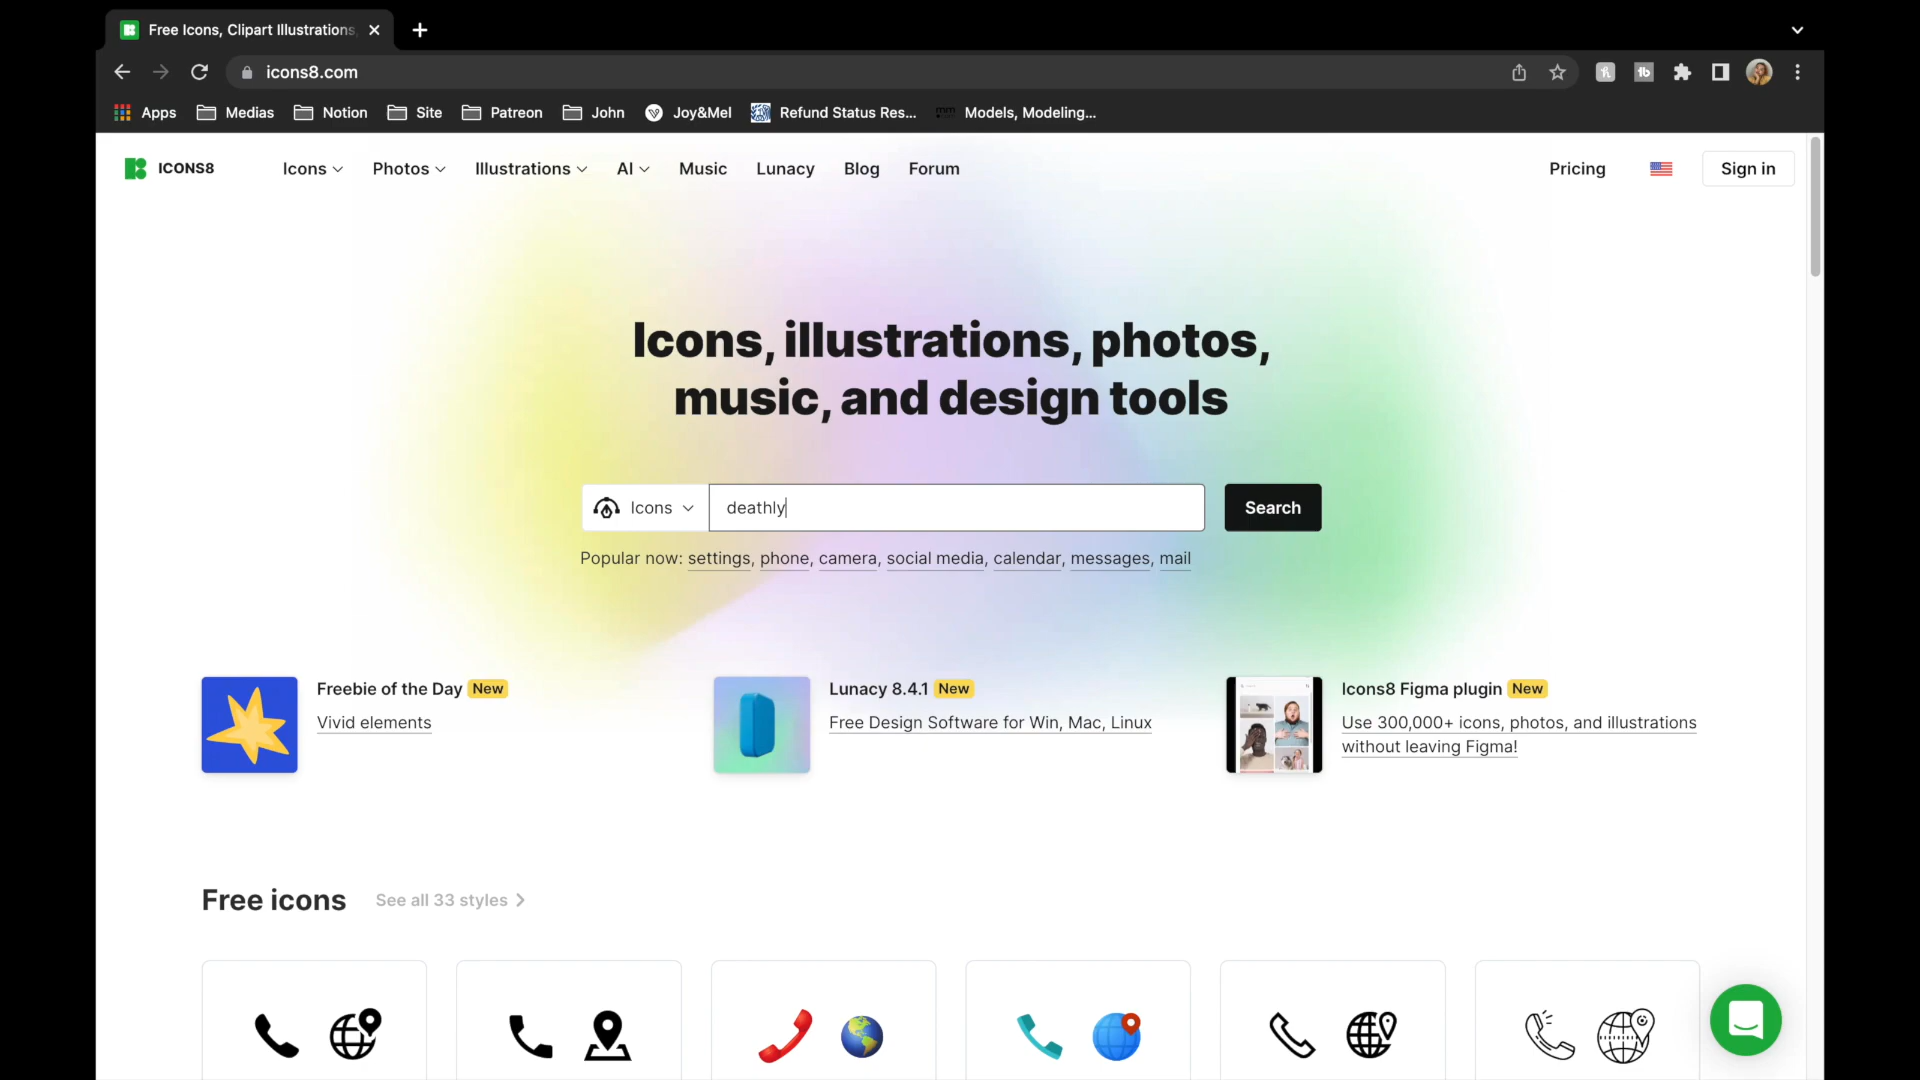 Free Icons, Clipart Illustrations,
icons8.com
Apps Medias Notion Site Patreon John Joy&Mel Refund Status Res... Models, Modeling...
ICONS8 Icons Photos Illustrations AI Music Lunacy Blog Forum Pricing Sign in
Icons, illustrations, photos,
music, and design tools
Icons deathly Search
Popular now: settings, phone, camera, social media, calendar, messages, mail
Freebie of the Day New
Vivid elements
Lunacy 8.4.1 New
Free Design Software for Win, Mac, Linux
Icons8 Figma plugin New
Use 300,000+ icons, photos, and illustrations
without leaving Figma!
Free icons See all 33 styles